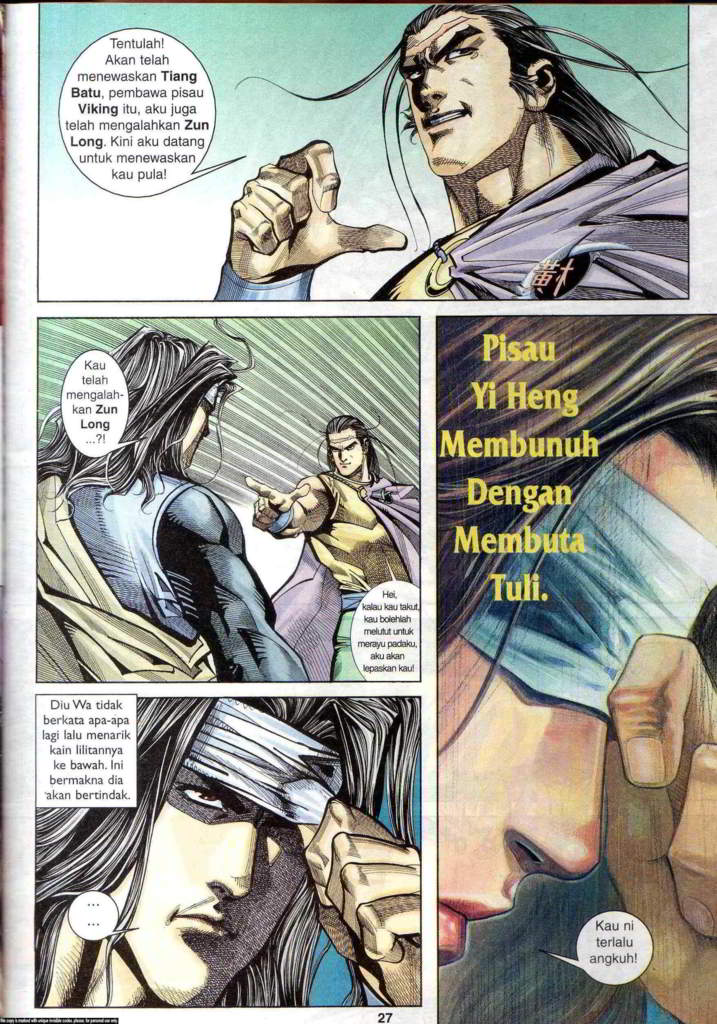 Tentulah!
Akan telah
menewaskan Tiang
Batu, pembawa pisau
Viking itu, aku juga
telah mengalahkan Zun
Long. Kini aku datang
untuk menewaskan
kau pula!
黃木
Kau
telah
mengalah-
kan Zun
Long
...?!
Hei,
kalau kau takut,
kau bolehlah
melutut untuk
merayu padaku,
aku akan
lepaskan kau!
Pisau
Yi Heng
Membunuh
Dengan
Membuta
Tuli.
Diu Wa tidak
berkata apa-apa
lagi lalu menarik
kain lilitannya
ke bawah. Ini
bermakna dia
akan bertindak.
...
...
Kau ni
terlalu
angkuh!
27